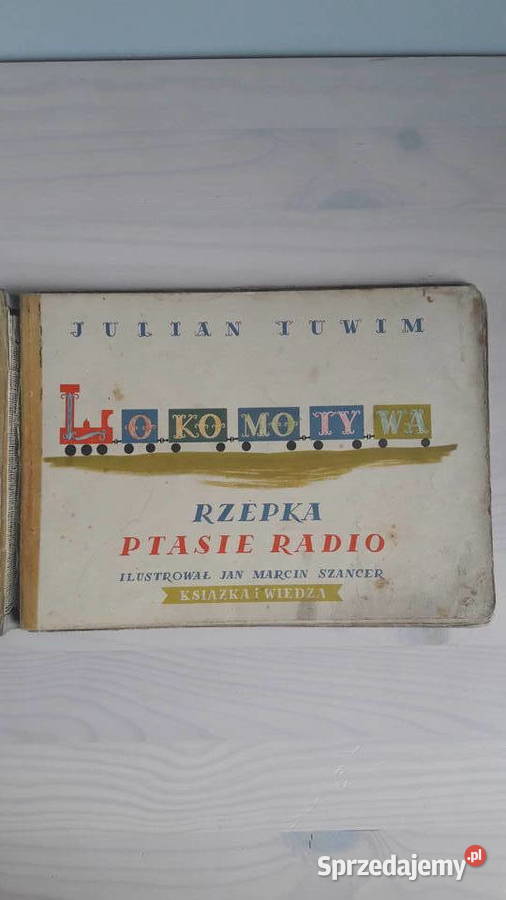 JULIAN TUWIM
LOKOMOTYWA
RZEPKA
PTASIE RADIO
ILUSTROWAŁ JAN MARCIN SZANCER
KSIĄŻKA i WIEDZA
Sprzedajemy.pl